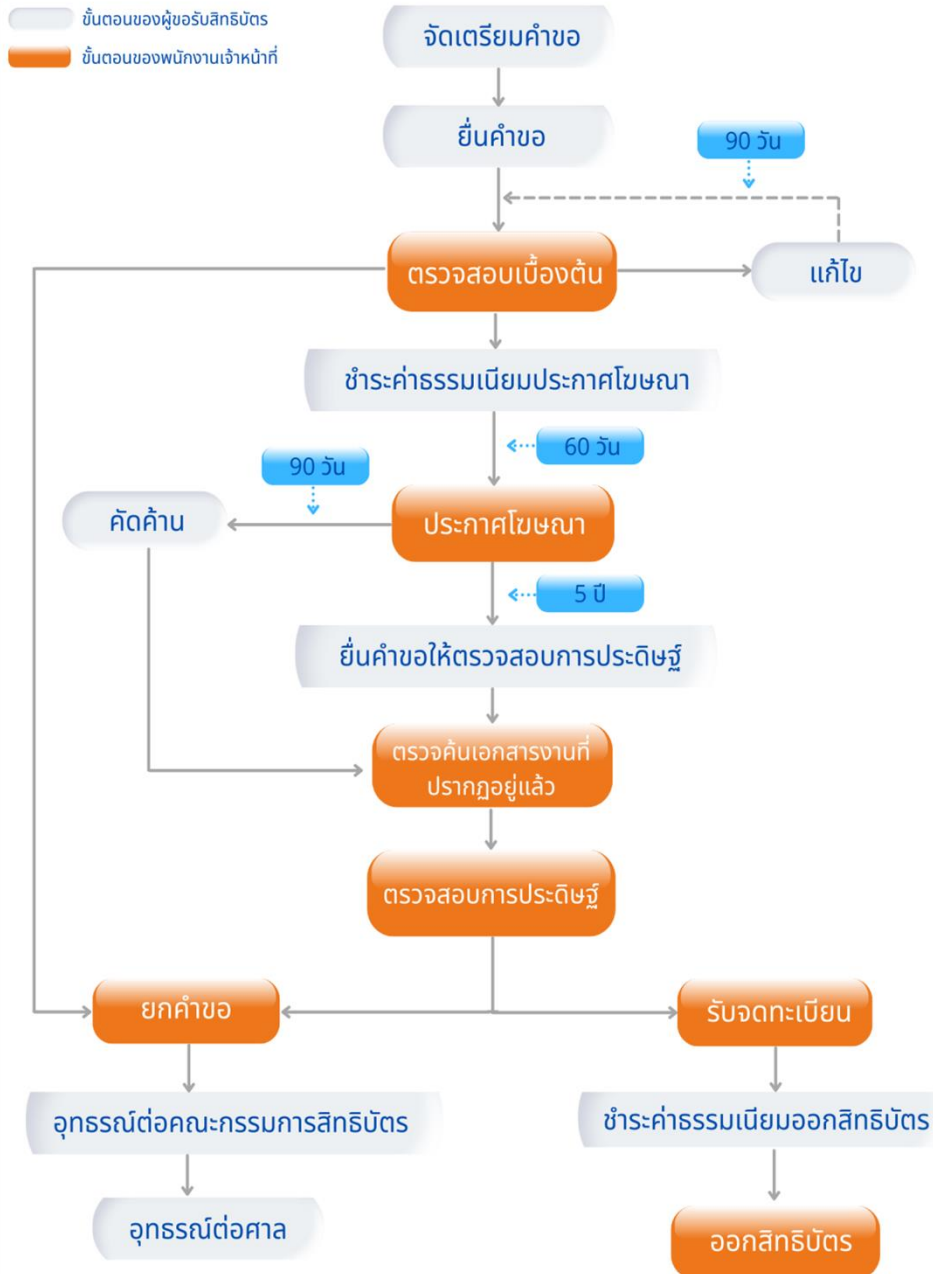 ขั้นตอนของผู้ขอรับสิทธิบัตร
ขั้นตอนของพนักงานเจ้าหน้าที่
จัดเตรียมคำขอ
ยื่นคำขอ
90 วัน
ตรวจสอบเบื้องต้น
แก้ไข
ชำระค่าธรรมเนียมประกาศโฆษณา
60 วัน
90 วัน
คัดค้าน
ประกาศโฆษณา
5 ปี
ยื่นคำขอให้ตรวจสอบการประดิษฐ์
ตรวจค้นเอกสารงานที่
ปรากฏอยู่แล้ว
ตรวจสอบการประดิษฐ์
ยกคำขอ
รับจดทะเบียน
อุทธรณ์ต่อคณะกรรมการสิทธิบัตร
ชำระค่าธรรมเนียมออกสิทธิบัตร
อุทธรณ์ต่อศาล
ออกสิทธิบัตร